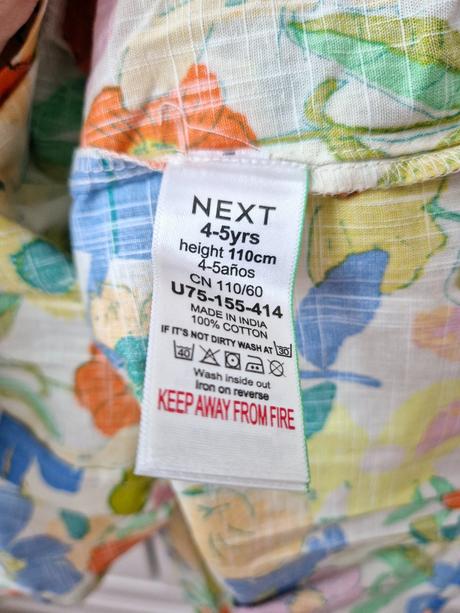 NEXT
4-5yrs
height 110cm
4-5años
CN 110/60
U75-155-414
MADE IN INDIA
100% COTTON
IF IT'S NOT DIRTY WASH AT 30
40
Wash inside out
Iron on reverse
KEEP AWAY FROM FIRE